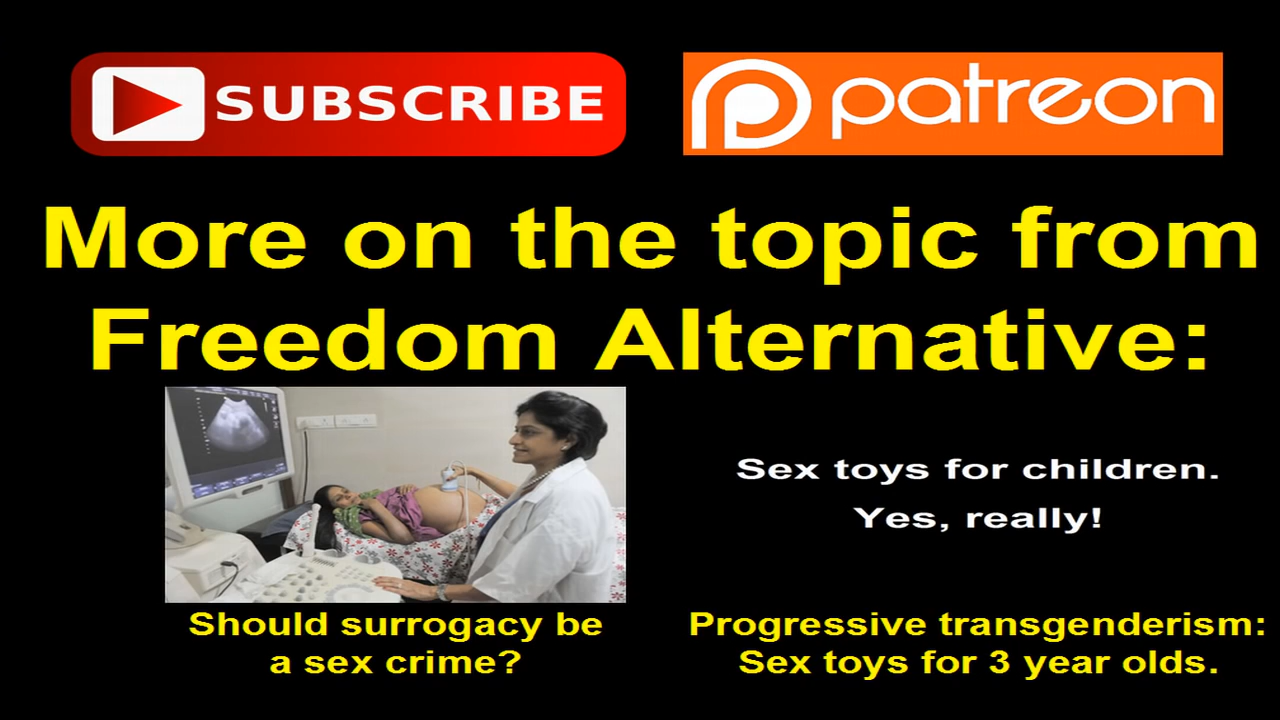 SUBSCRIBE
patreon
More on the topic from
Freedom Alternative:
Sex toys for children.
Yes, really!
Should surrogacy be
a sex crime?
Progressive transgenderism:
Sex toys for 3 year olds.